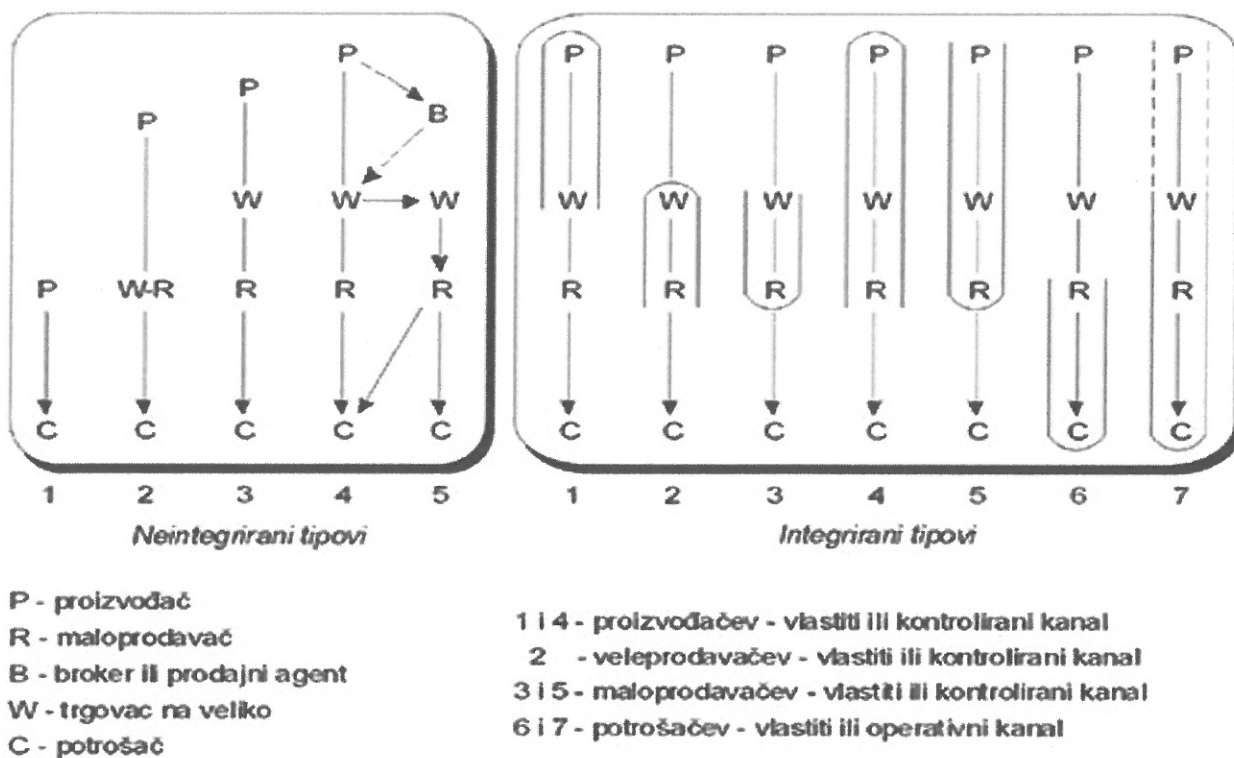 P P P P P P P P
P
P B
W W W W W W W W W W
P W-R R R R R R R R R R R
C C C C C C C C C C C C
1 2 3 4 5 1 2 3 4 5 6 7
Neintegrirani tipovi Integrirani tipovi
P - proizvođač
R - maloprodavač
B - broker ili prodajni agent
W - trgovac na veliko
C - potrošač
1 i 4 - proizvođačev - vlastiti ili kontrolirani kanal
2 - veleprodavačev - vlastiti ili kontrolirani kanal
3 i 5 - maloprodavačev - vlastiti ili kontrolirani kanal
6 i 7 - potrošačev - vlastiti ili operativni kanal